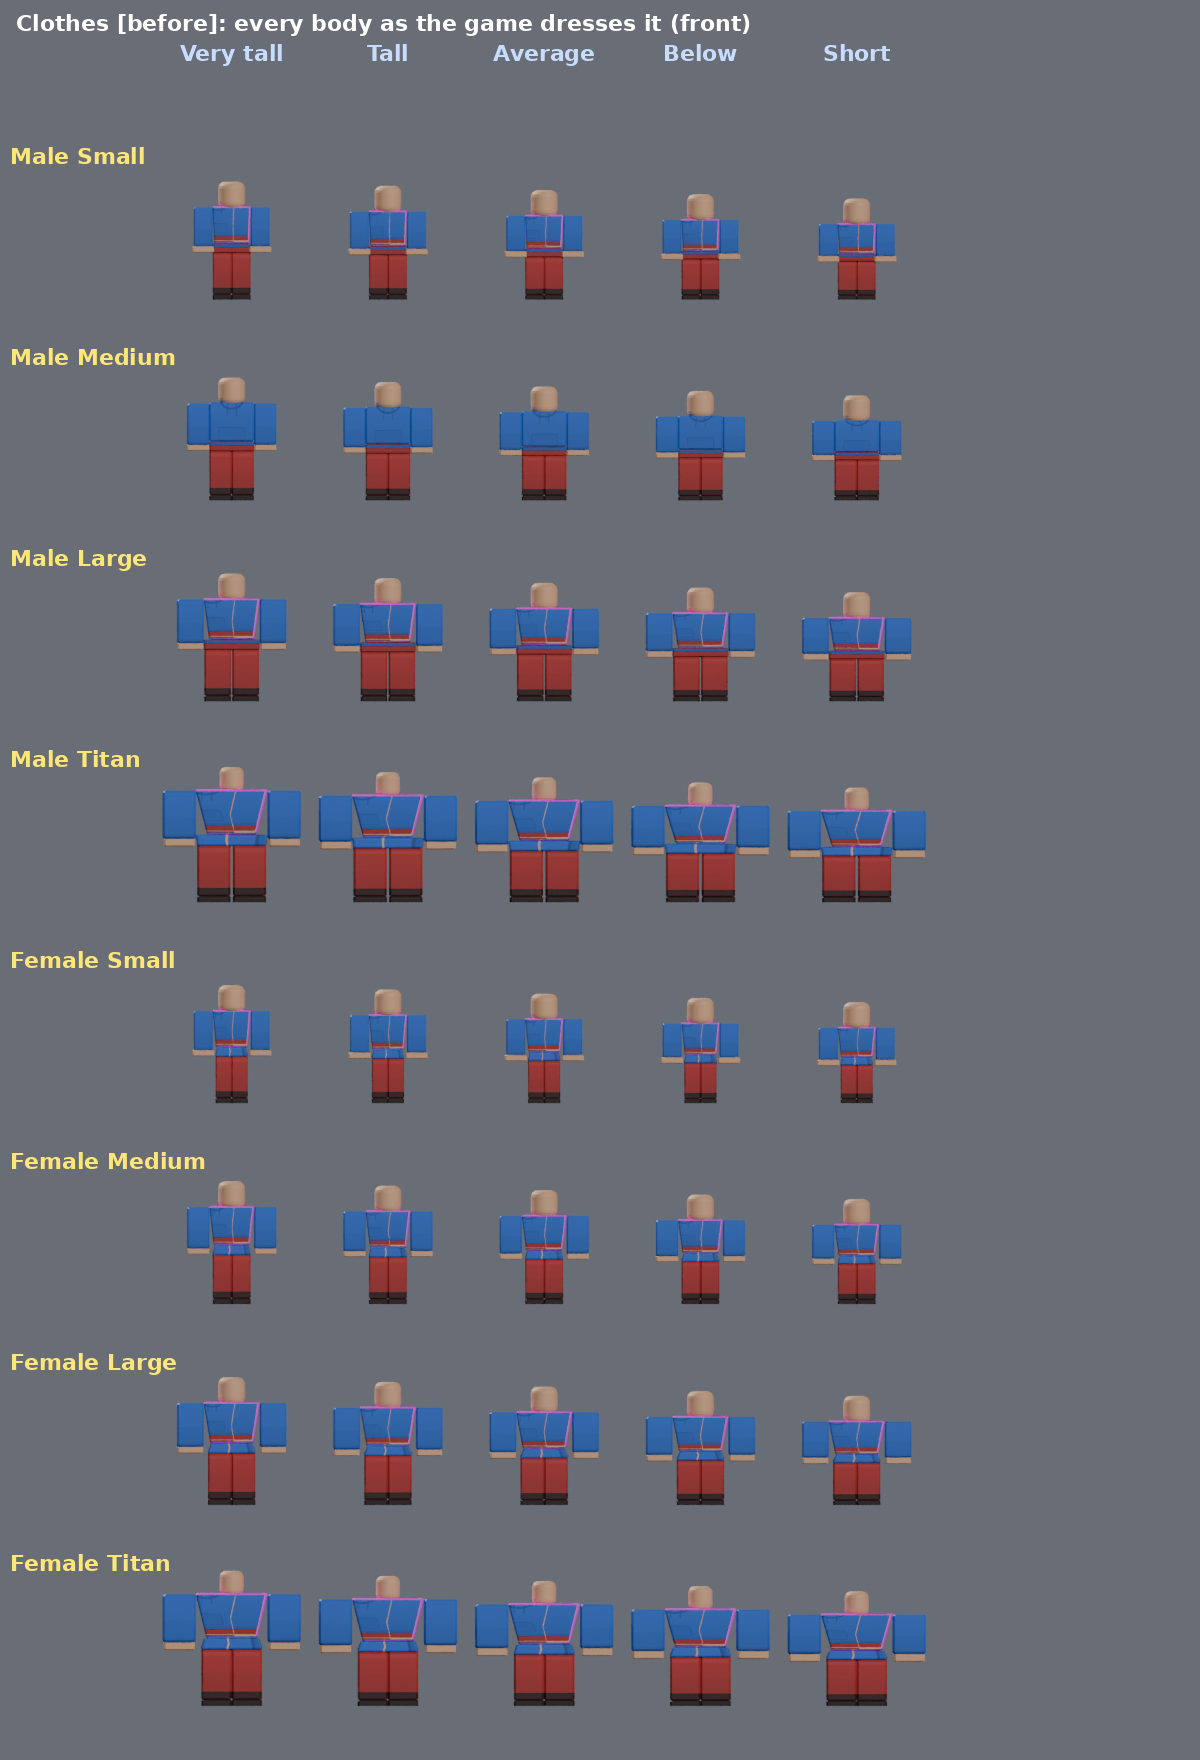 Clothes [before]: every body as the game dresses it (front)
Very tall Tall Average Below Short
Male Small
Male Medium
Male Large
Male Titan
Female Small
Female Medium
Female Large
Female Titan